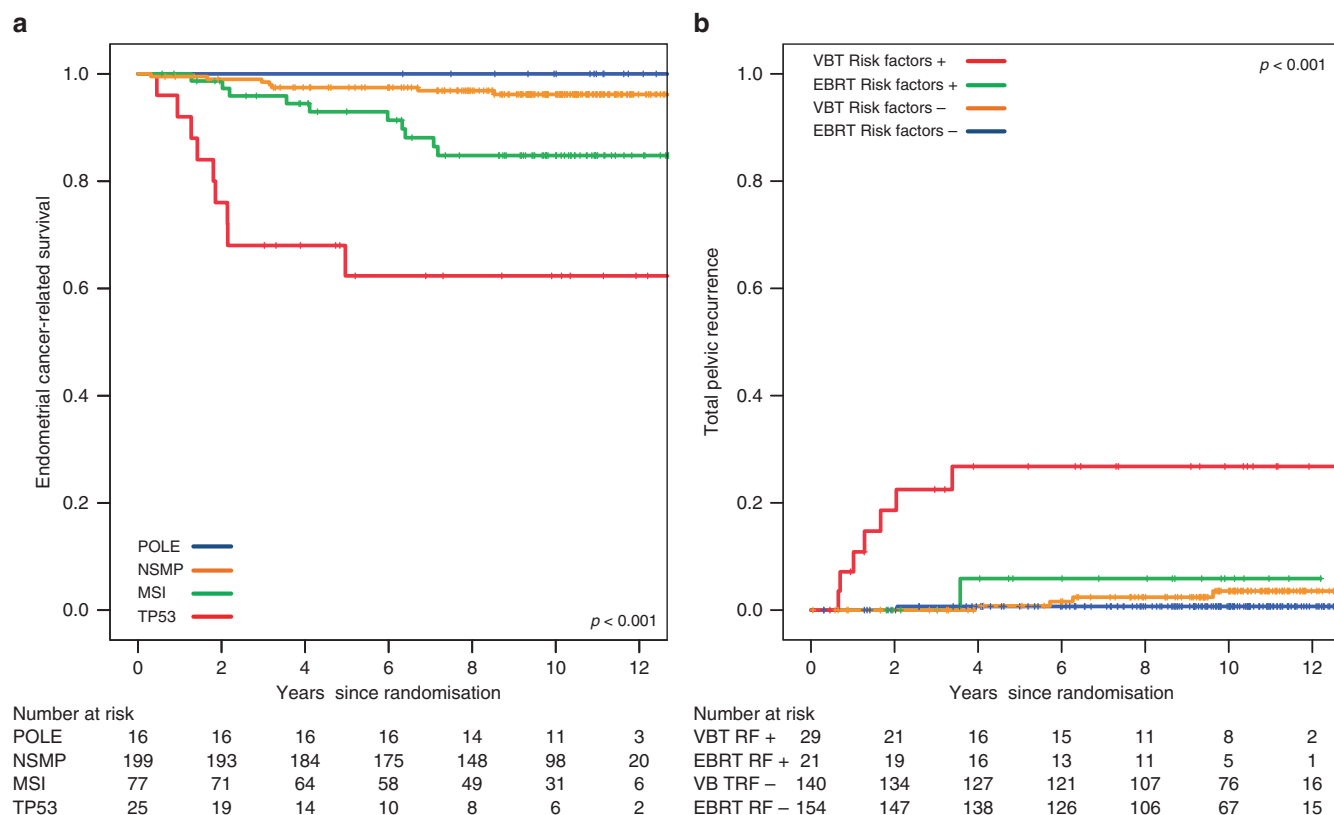 a
Endometrial cancer-related survival
1.0
0.8
0.6
0.4
0.2
0.0
POLE
NSMP
MSI
TP53
p < 0.001
0 2 4 6 8 10 12
Years since randomisation
Number at risk
POLE 16 16 16 16 14 11 3
NSMP 199 193 184 175 148 98 20
MSI 77 71 64 58 49 31 6
TP53 25 19 14 10 8 6 2
b
Total pelvic recurrence
1.0
0.8
0.6
0.4
0.2
0.0
VBT Risk factors +
EBRT Risk factors +
VBT Risk factors –
EBRT Risk factors –
p < 0.001
0 2 4 6 8 10 12
Years since randomisation
Number at risk
VBT RF + 29 21 16 15 11 8 2
EBRT RF + 21 19 16 13 11 5 1
VB TRF – 140 134 127 121 107 76 16
EBRT RF – 154 147 138 126 106 67 15